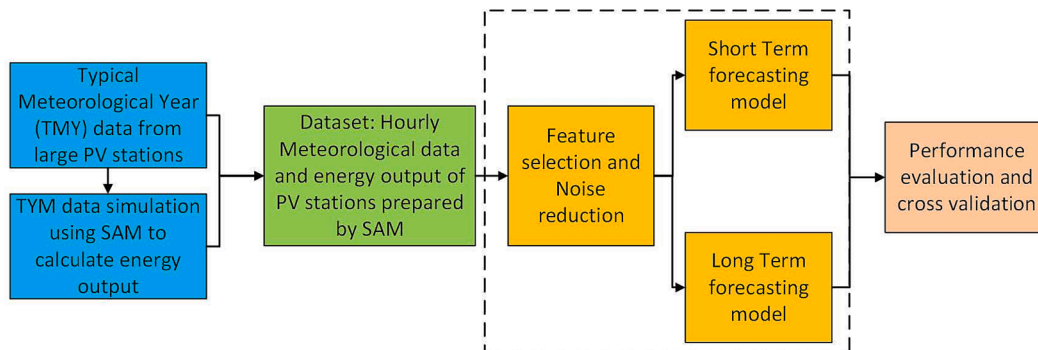 Typical
Meteorological
Year (TMY) data from
large PV stations
TYM data simulation
using SAM to
calculate energy
output
Dataset: Hourly
Meteorological data
and energy output of
PV stations prepared
by SAM
Feature
selection and
Noise
reduction
Short Term
forecasting
model
Long Term
forecasting
model
Performance
evaluation and
cross validation